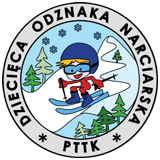 DZIECIĘCA ODZNAKA NARCIARSKA
PTTK